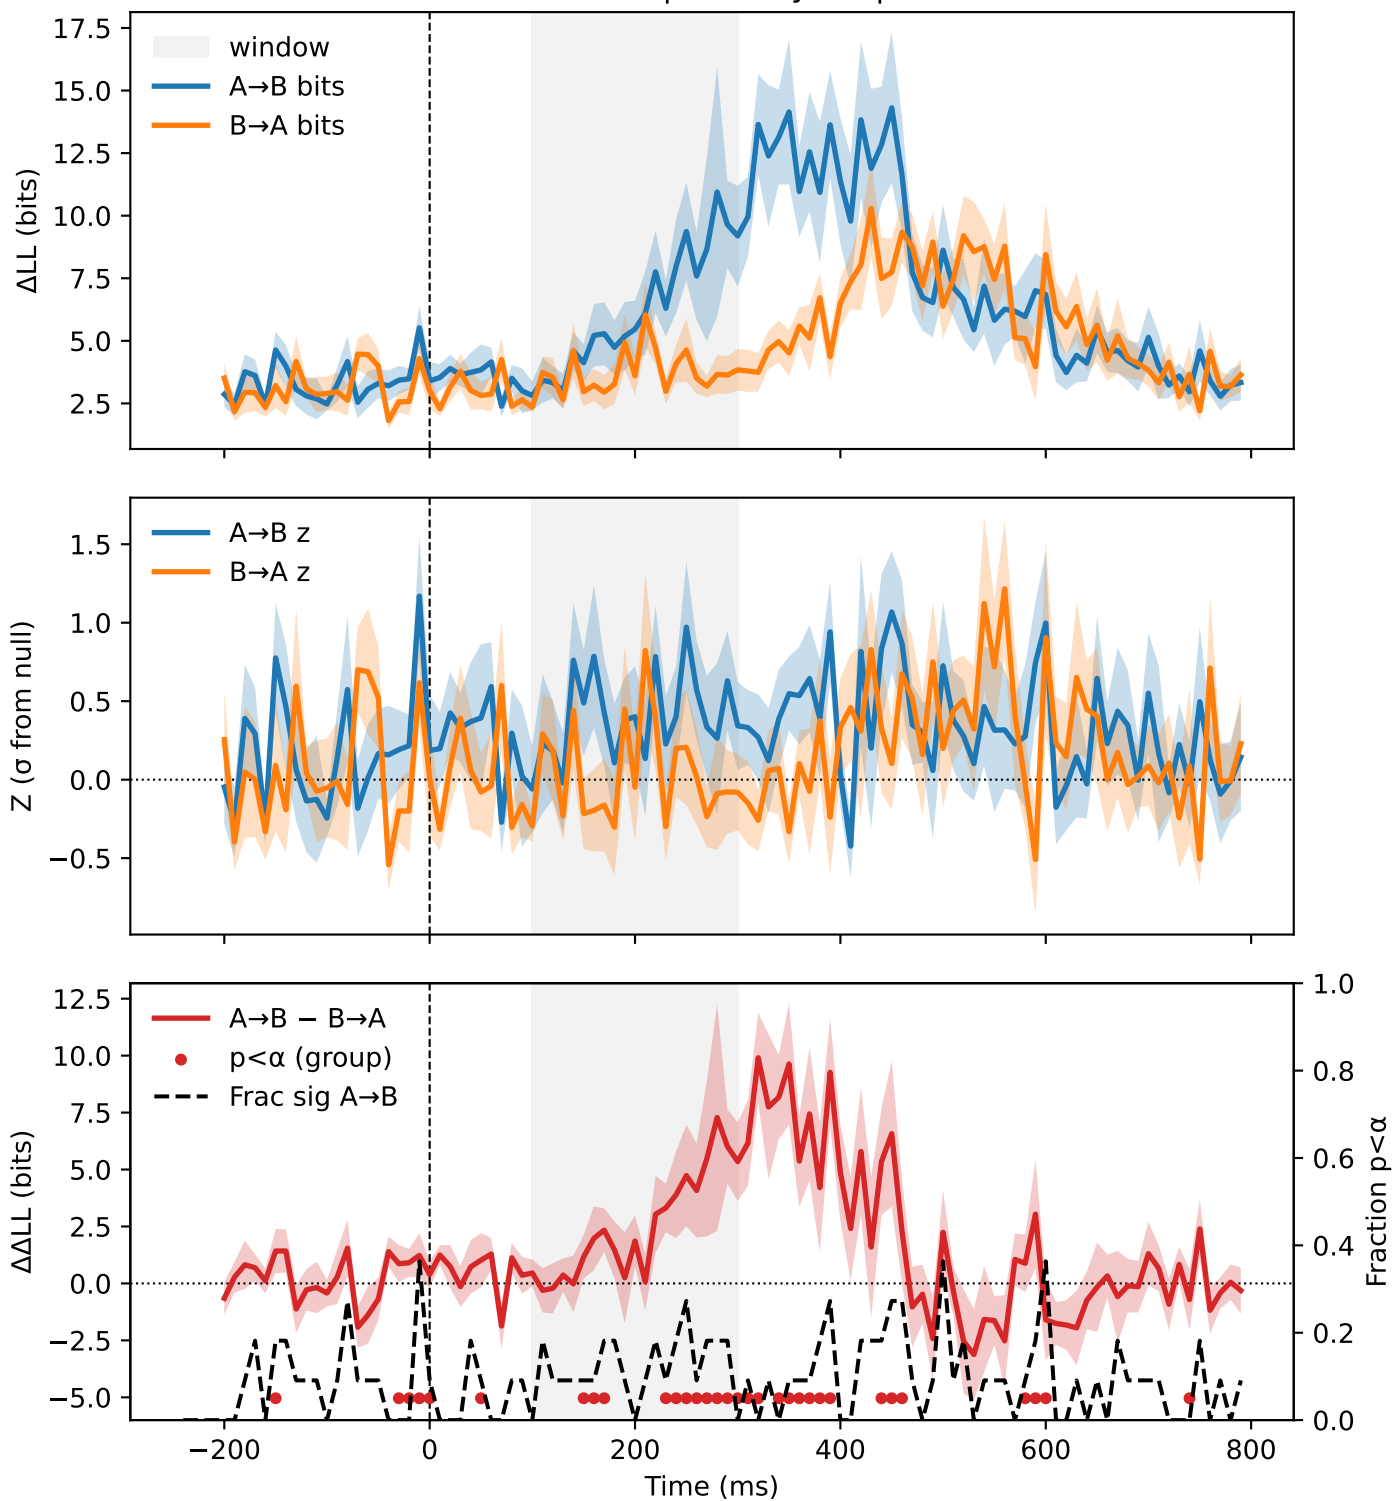 17.5
15.0
12.5
10.0
7.5
5.0
2.5
ΔLL (bits)
window
A→B bits
B→A bits
1.5
1.0
0.5
0.0
−0.5
Z (σ from null)
A→B z
B→A z
12.5
10.0
7.5
5.0
2.5
0.0
−2.5
−5.0
ΔΔLL (bits)
A→B − B→A
p<α (group)
Frac sig A→B
1.0
0.8
0.6
0.4
0.2
0.0
Fraction p<α
−200 0 200 400 600 800
Time (ms)